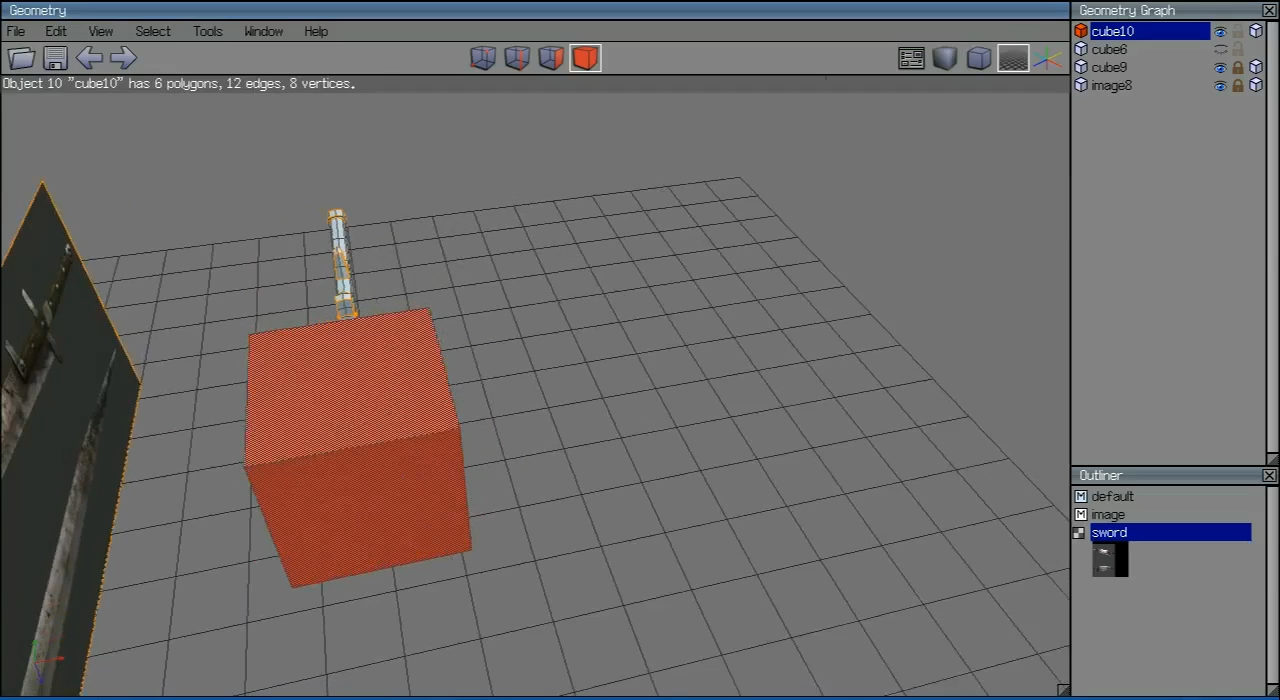 Geometry
File Edit View Select Tools Window Help
Object 10 "cube10" has 6 polygons, 12 edges, 8 vertices.
Geometry Graph
cube10
cube6
cube9
image8
Outliner
M default
M image
sword